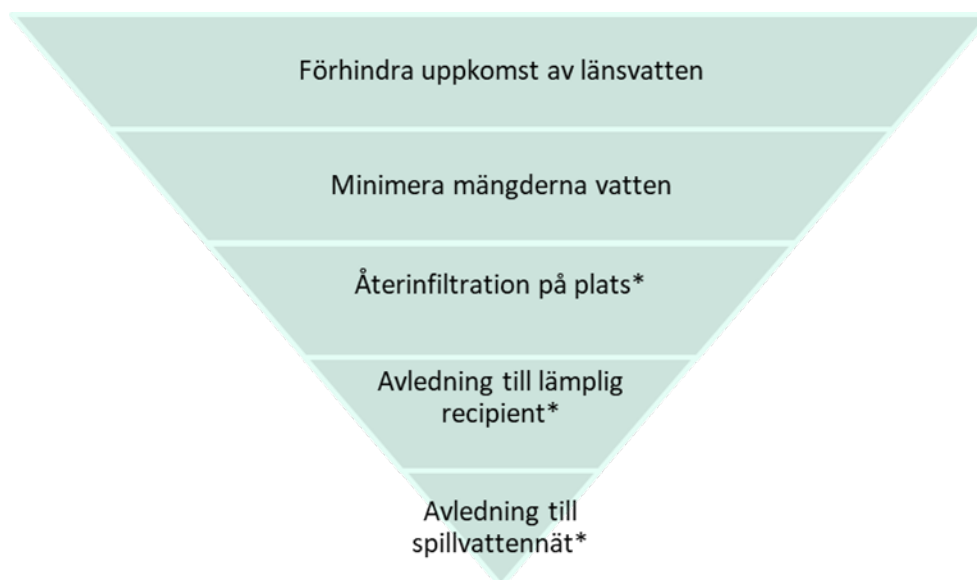 Förhindra uppkomst av länsvatten
Minimera mängderna vatten
Återinfiltration på plats*
Avledning till lämplig
recipient*
Avledning till
spillvattennät*